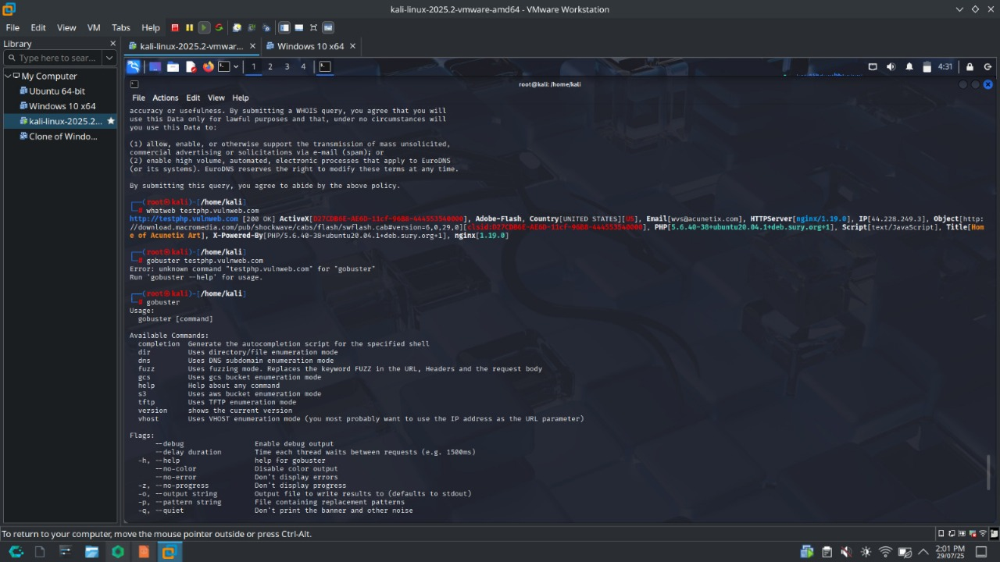 kali-linux-2025.2-vmware-amd64 - VMware Workstation
File Edit View VM Tabs Help
Library
kali-linux-2025.2-vmwar...
Windows 10 x64
Type here to sear...
My Computer
Ubuntu 64-bit
Windows 10 x64
kali-linux-2025.2...
Clone of Windo...
1 2 3 4
4:31
root@kali: /home/kali
File Actions Edit View Help
accuracy or usefulness. By submitting a WHOIS query, you agree that you will
use this Data only for lawful purposes and that, under no circumstances will
you use this Data to:
(1) allow, enable, or otherwise support the transmission of mass unsolicited,
commercial advertising or solicitations via e-mail (spam); or
(2) enable high volume, automated, electronic processes that apply to EuroDNS
(or its systems). EuroDNS reserves the right to modify these terms at any time.
By submitting this query, you agree to abide by the above policy.
┌──(root㉿kali)-[/home/kali]
└─# whatweb testphp.vulnweb.com
http://testphp.vulnweb.com [200 OK] ActiveX[D27CDB6E-AE6D-11cf-96B8-444553540000], Adobe-Flash, Country[UNITED STATES][US], Email[wvs@acunetix.com], HTTPServer[nginx/1.19.0], IP[44.228.249.3], Object[http:
//download.macromedia.com/pub/shockwave/cabs/flash/swflash.cab#version=6,0,29,0][clsid:D27CDB6E-AE6D-11cf-96B8-444553540000], PHP[5.6.40-38+ubuntu20.04.1+deb.sury.org+1], Script[text/JavaScript], Title[Hom
e of Acunetix Art], X-Powered-By[PHP/5.6.40-38+ubuntu20.04.1+deb.sury.org+1], nginx[1.19.0]
┌──(root㉿kali)-[/home/kali]
└─# gobuster testphp.vulnweb.com
Error: unknown command "testphp.vulnweb.com" for "gobuster"
Run 'gobuster --help' for usage.
┌──(root㉿kali)-[/home/kali]
└─# gobuster
Usage:
gobuster [command]
Available Commands:
completion Generate the autocompletion script for the specified shell
dir Uses directory/file enumeration mode
dns Uses DNS subdomain enumeration mode
fuzz Uses fuzzing mode. Replaces the keyword FUZZ in the URL, Headers and the request body
gcs Uses gcs bucket enumeration mode
help Help about any command
s3 Uses aws bucket enumeration mode
tftp Uses TFTP enumeration mode
version shows the current version
vhost Uses VHOST enumeration mode (you most probably want to use the IP address as the URL parameter)
Flags:
--debug Enable debug output
--delay duration Time each thread waits between requests (e.g. 1500ms)
-h, --help help for gobuster
--no-color Disable color output
--no-error Don't display errors
-z, --no-progress Don't display progress
-o, --output string Output file to write results to (defaults to stdout)
-p, --pattern string File containing replacement patterns
-q, --quiet Don't print the banner and other noise
To return to your computer, move the mouse pointer outside or press Ctrl-Alt.
2:01 PM
29/07/25